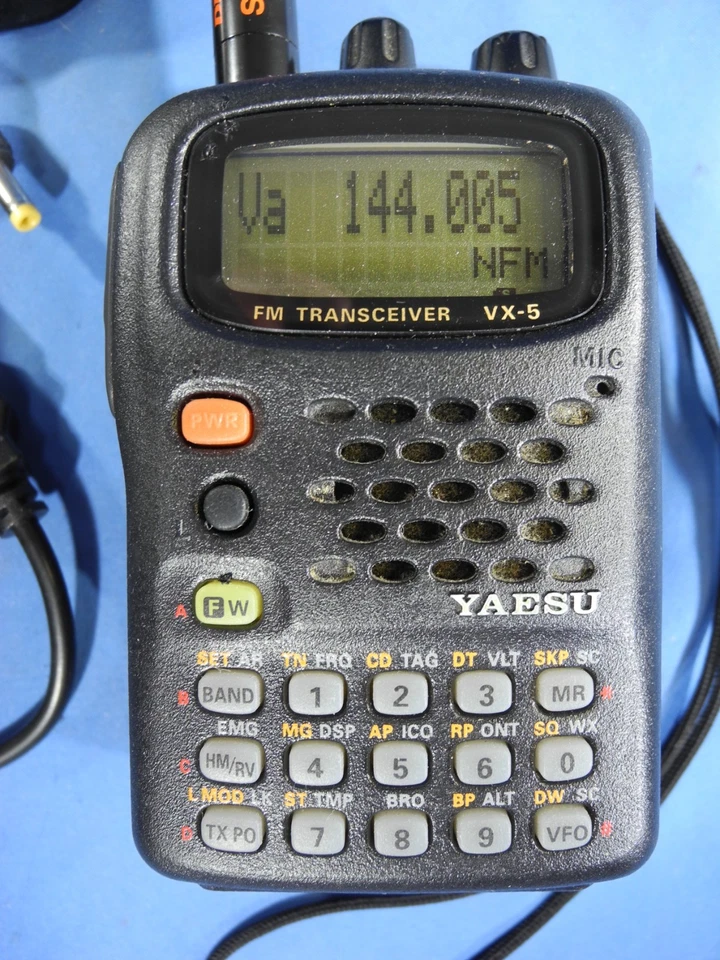 S
Va 144.005
NFM
FM TRANSCEIVER VX-5
MIC
PWR
L
YAESU
A F W
SET AR TN FRQ CD TAG DT VLT SKP SC
B BAND 1 2 3 MR *
EMG MG DSP AP ICO RP ONT SQ WX
C HM/RV 4 5 6 0
L MOD LK ST TMP BRO BP ALT DW SC
TX PO 7 8 9 VFO #